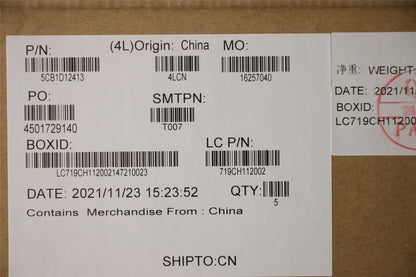 P/N: (4L)Origin: China MO:
5CB1D12413 4LCN 16257040
PO: SMTPN:
4501729140 T007
BOXID: LC P/N:
LC719CH112002147210023 719CH112002
DATE: 2021/11/23 15:23:52 QTY:
5
Contains Merchandise From : China
SHIPTO:CN
净重: WEIGHT:
DATE: 2021/11
BOXID:
LC719CH112002